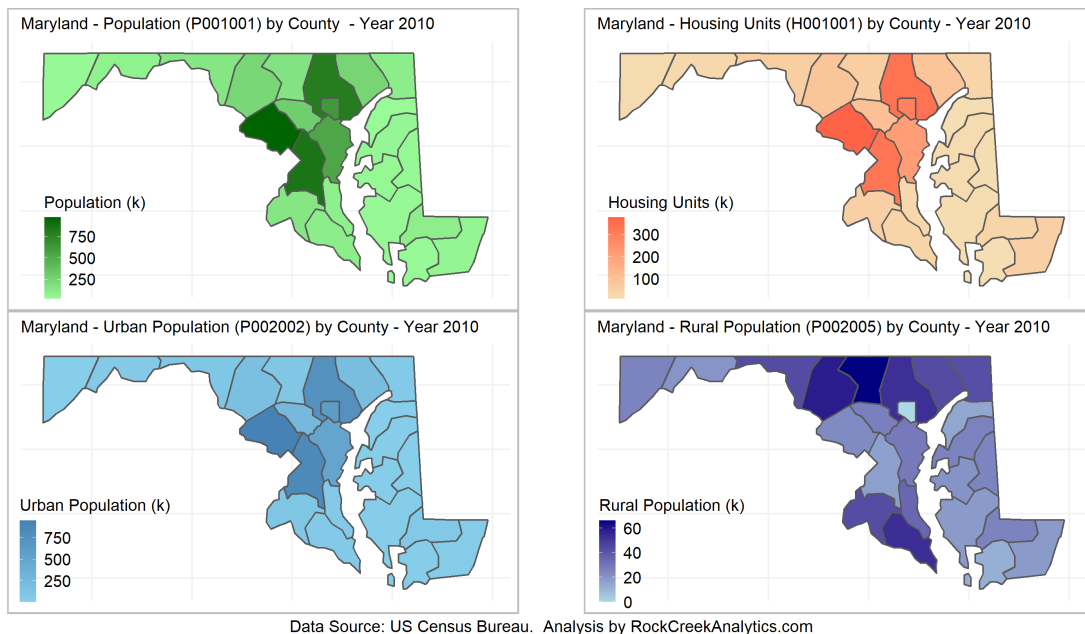 Maryland - Population (P001001) by County  - Year 2010
Population (k)
750
500
250
Maryland - Housing Units (H001001) by County - Year 2010
Housing Units (k)
300
200
100
Maryland - Urban Population (P002002) by County - Year 2010
Urban Population (k)
750
500
250
Maryland - Rural Population (P002005) by County - Year 2010
Rural Population (k)
60
40
20
0
Data Source: US Census Bureau.  Analysis by RockCreekAnalytics.com